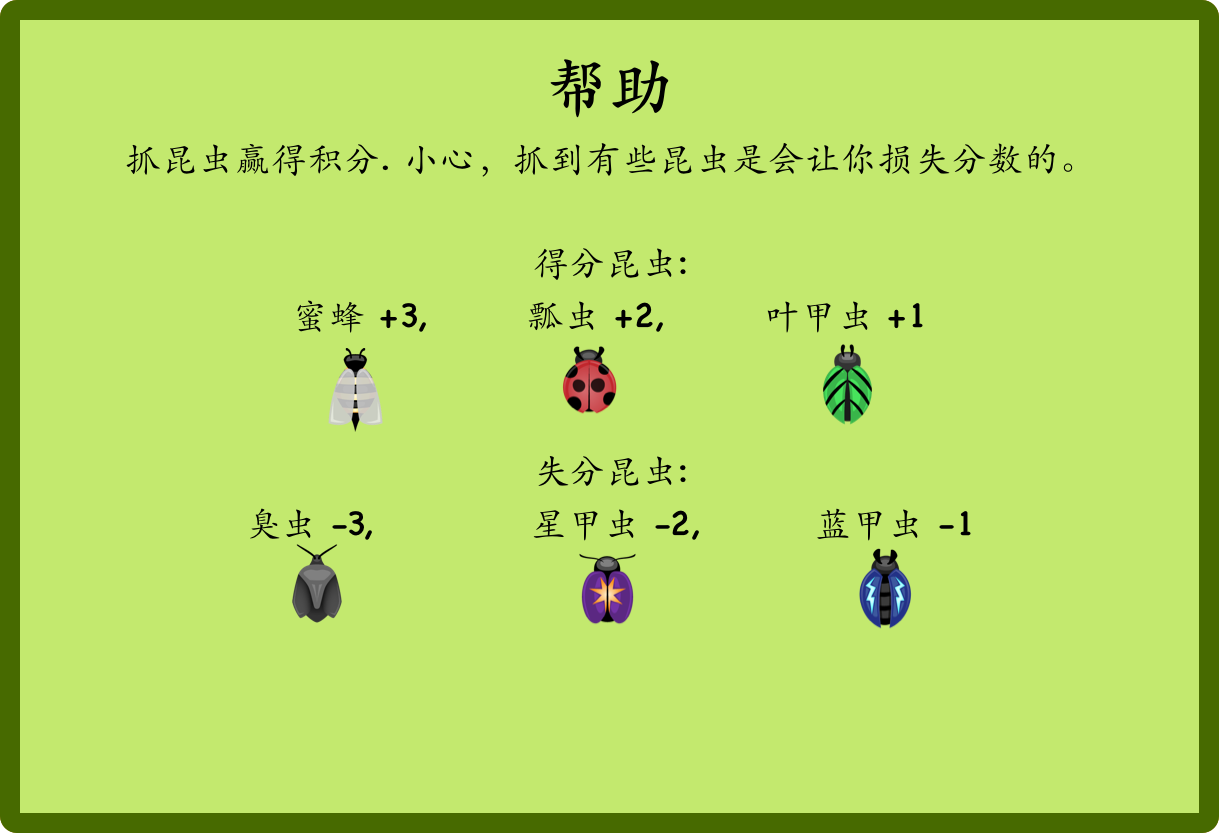 帮助
抓昆虫赢得积分. 小心，抓到有些昆虫是会让你损失分数的。
得分昆虫:
蜜蜂 +3, 瓢虫 +2, 叶甲虫 +1
失分昆虫:
臭虫 -3, 星甲虫 -2, 蓝甲虫 -1